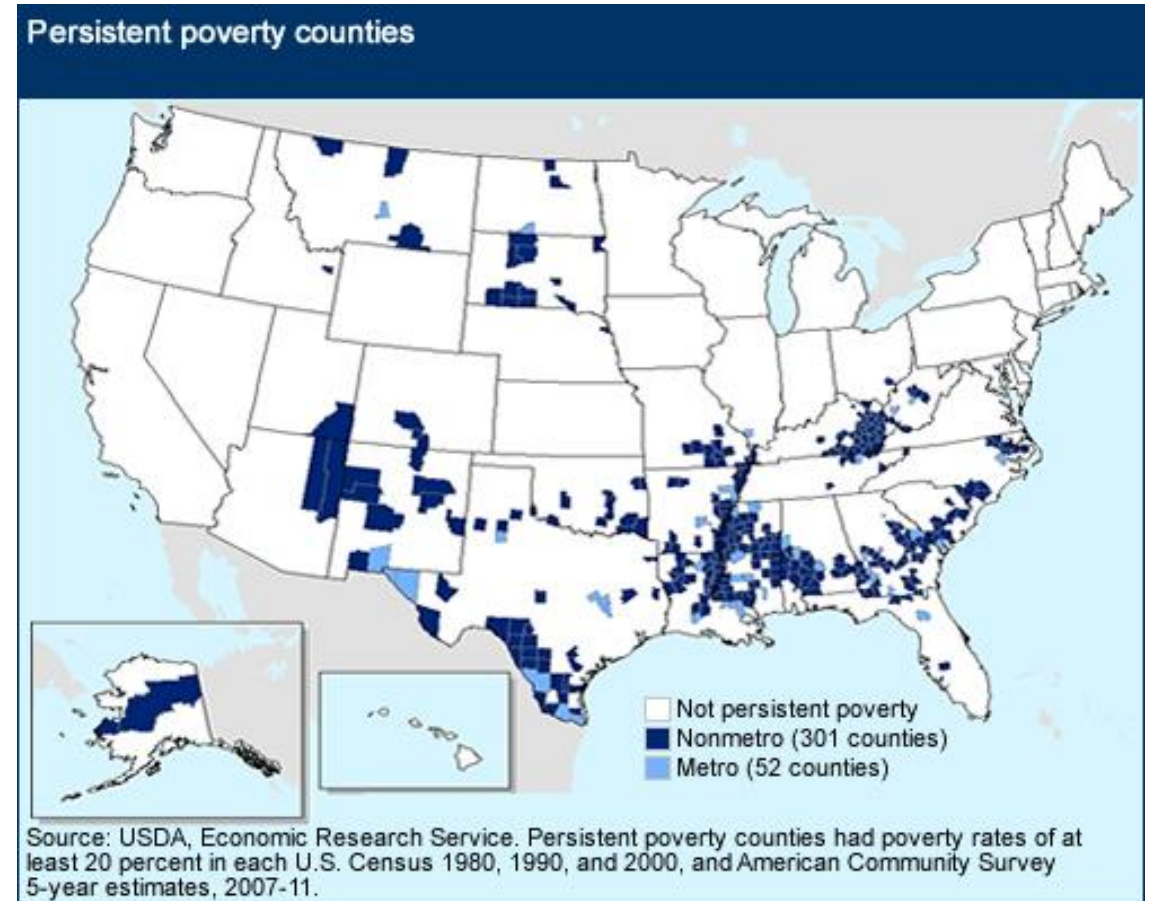 Persistent poverty counties
Not persistent poverty
Nonmetro (301 counties)
Metro (52 counties)
Source: USDA, Economic Research Service. Persistent poverty counties had poverty rates of at
least 20 percent in each U.S. Census 1980, 1990, and 2000, and American Community Survey
5-year estimates, 2007-11.